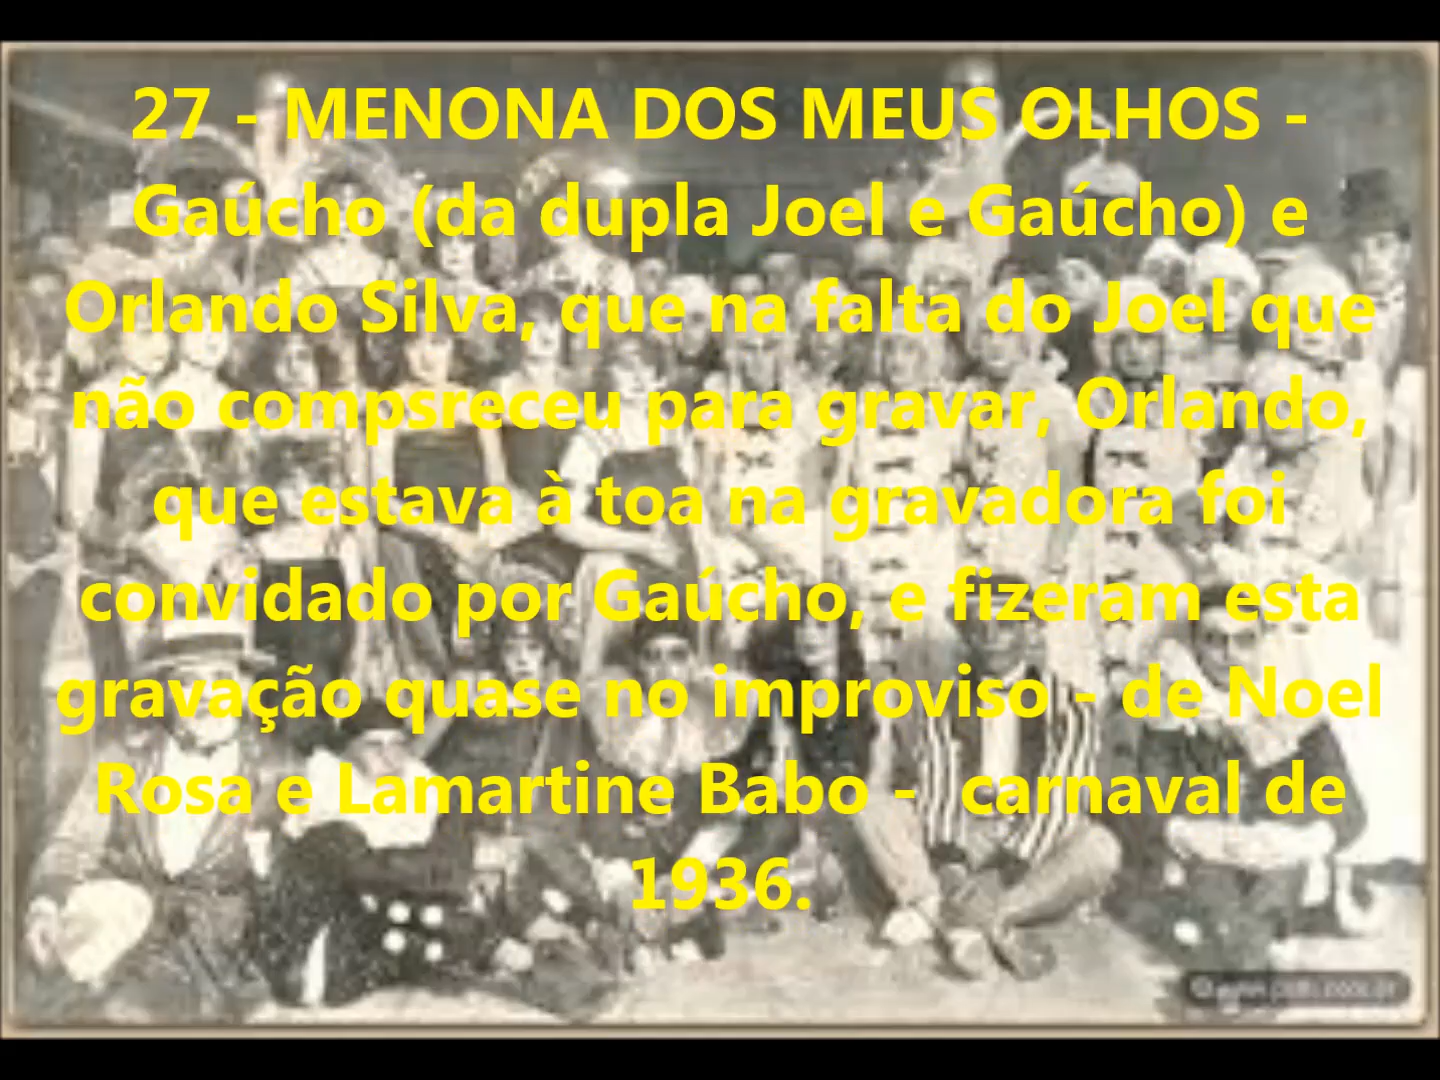 27 - MENONA DOS MEUS OLHOS -
Gaúcho (da dupla Joel e Gaúcho) e
Orlando Silva, que na falta do Joel que
não compsreceu para gravar, Orlando,
que estava à toa na gravadora foi
convidado por Gaúcho, e fizeram esta
gravação quase no improviso - de Noel
Rosa e Lamartine Babo -  carnaval de
1936.